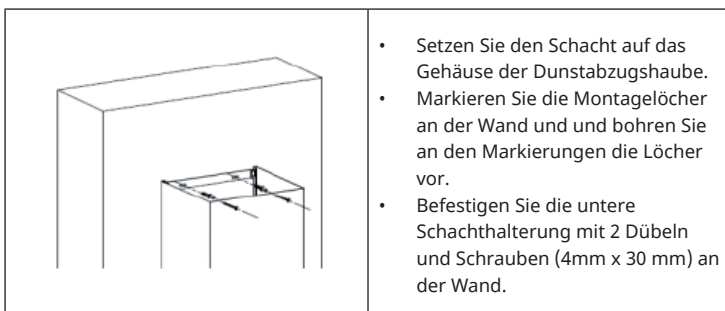 • Setzen Sie den Schacht auf das
Gehäuse der Dunstabzugshaube.
• Markieren Sie die Montagelöcher
an der Wand und und bohren Sie
an den Markierungen die Löcher
vor.
• Befestigen Sie die untere
Schachthalterung mit 2 Dübeln
und Schrauben (4mm x 30 mm) an
der Wand.